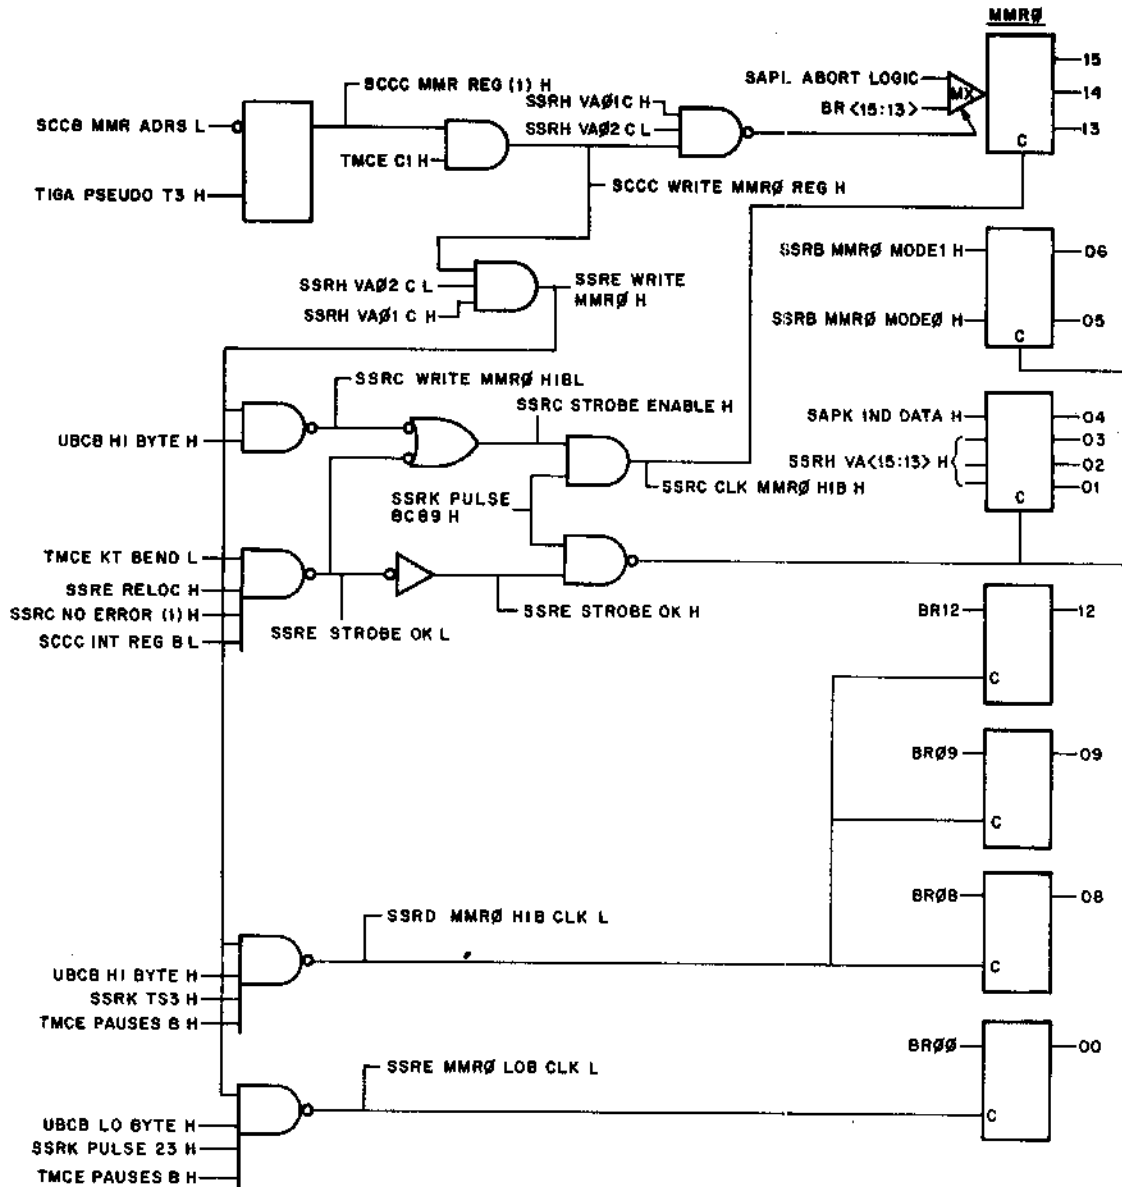 MMRØ
15
SAPL ABORT LOGIC
MX
14
BR <15:13>
13
C
SCCC MMR REG (1) H
SSRH VAØ1C H
SSRH VAØ2 C L
SCCB MMR ADRS L
TMCE C1 H
TIGA PSEUDO T3 H
SCCC WRITE MMRØ REG H
SSRB MMRØ MODE1 H
06
SSRB MMRØ MODEØ H
05
C
SSRH VAØ2 C L
SSRH VAØ1 C H
SSRE WRITE
MMRØ H
SSRC WRITE MMRØ HIBL
SSRC STROBE ENABLE H
UBCB HI BYTE H
SAPK IND DATA H
04
03
SSRH VA<15:13> H
02
01
C
SSRC CLK MMRØ HIB H
SSRK PULSE
BC89 H
TMCE KT BEND L
SSRE RELOC H
SSRC NO ERROR (1) H
SCCC INT REG B L
SSRE STROBE OK L
SSRE STROBE OK H
BR12
12
C
BRØ9
09
C
BRØ8
08
C
SSRD MMRØ HIB CLK L
UBCB HI BYTE H
SSRK TS3 H
TMCE PAUSES B H
BRØØ
00
C
SSRE MMRØ LOB CLK L
UBCB LO BYTE H
SSRK PULSE 23 H
TMCE PAUSES B H